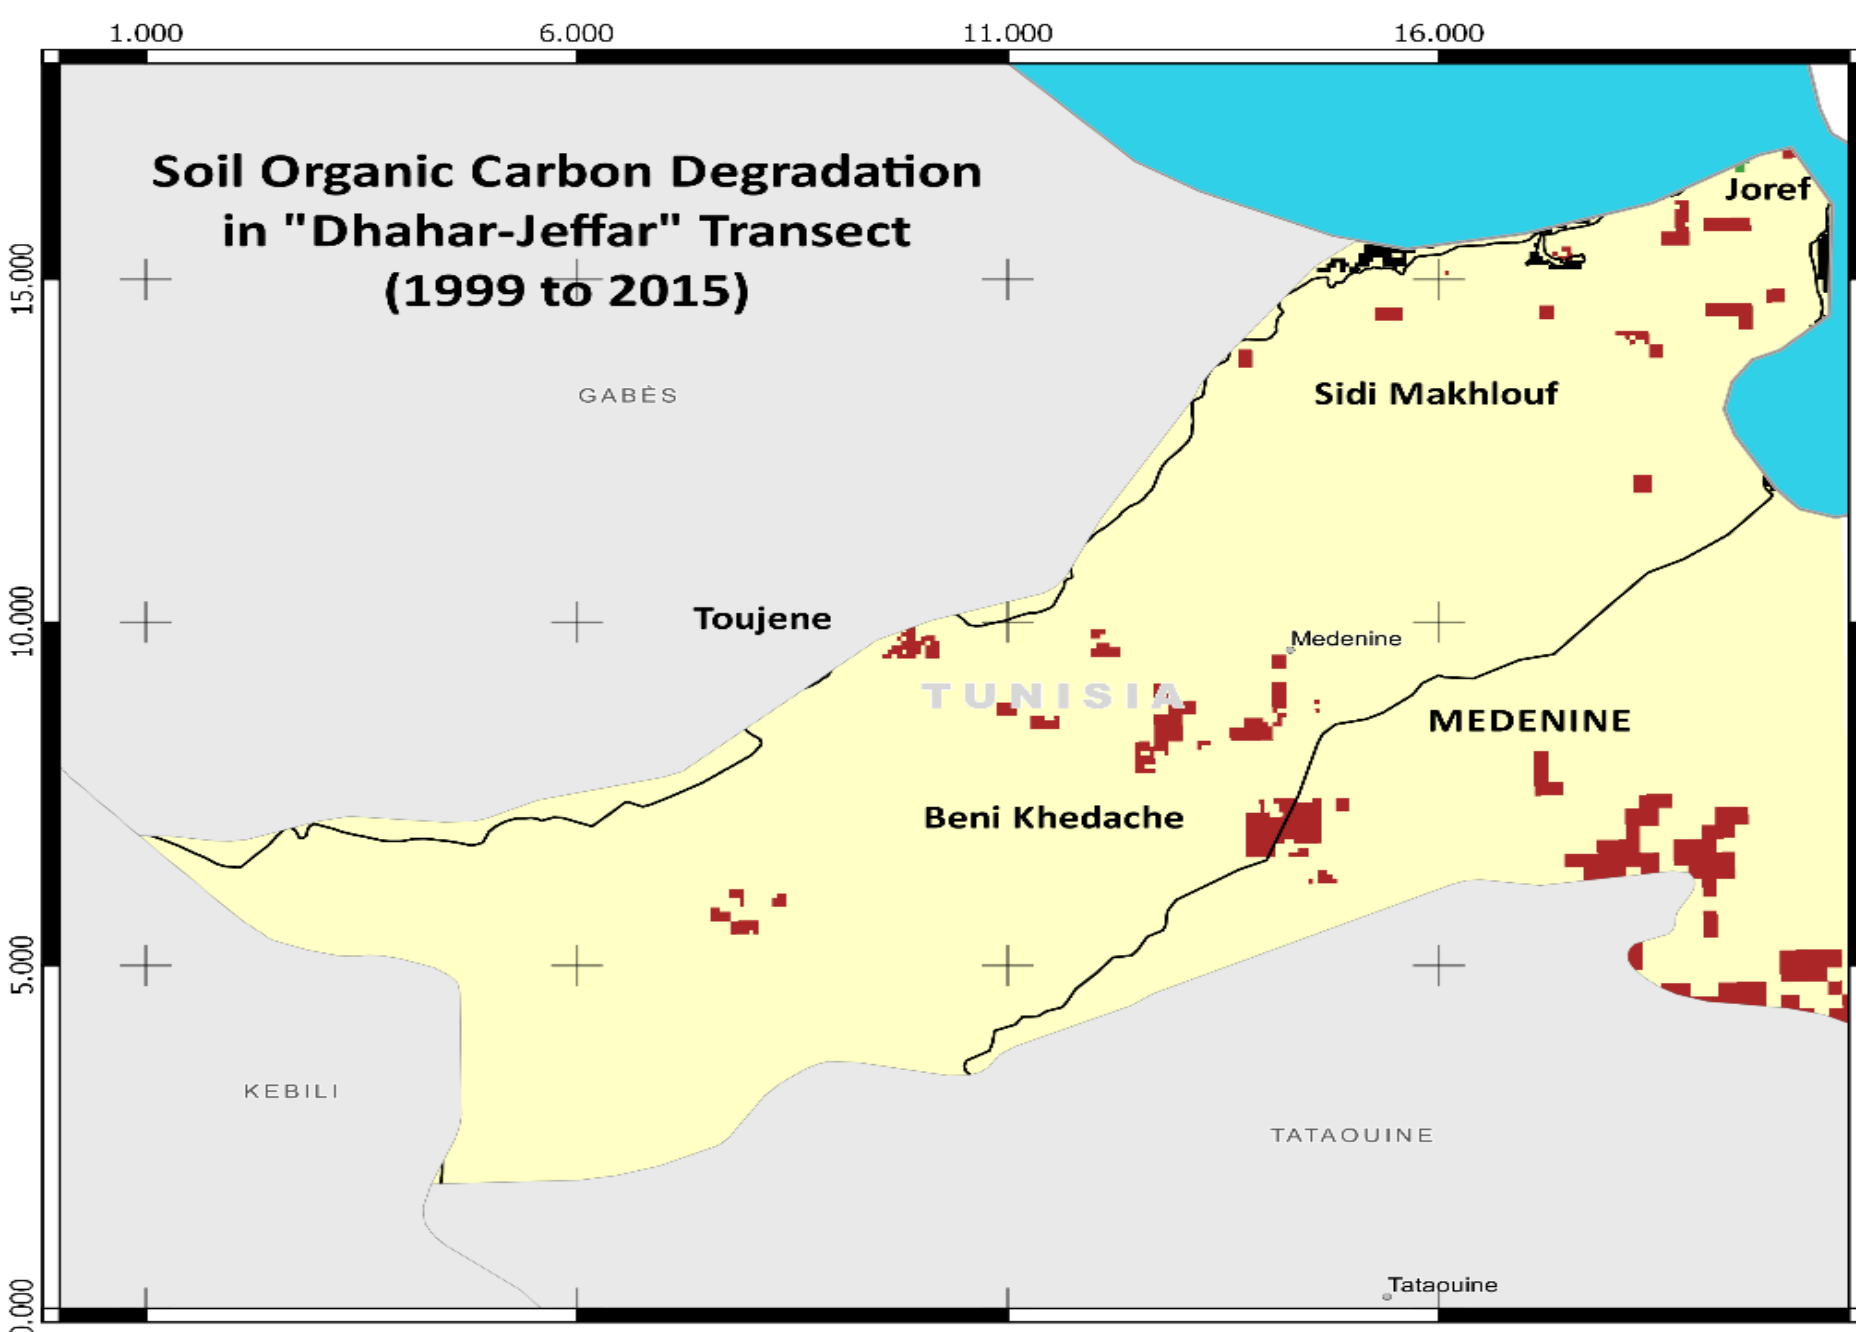 1.000 6.000 11.000 16.000
Soil Organic Carbon Degradation
in "Dhahar-Jeffar" Transect
(1999 to 2015)
Joref
15.000
GABÈS
Sidi Makhlouf
10.000
Toujene
Medenine
TUNISIA
MEDENINE
Beni Khedache
5.000
KEBILI
TATAOUINE
Tataouine
0.000